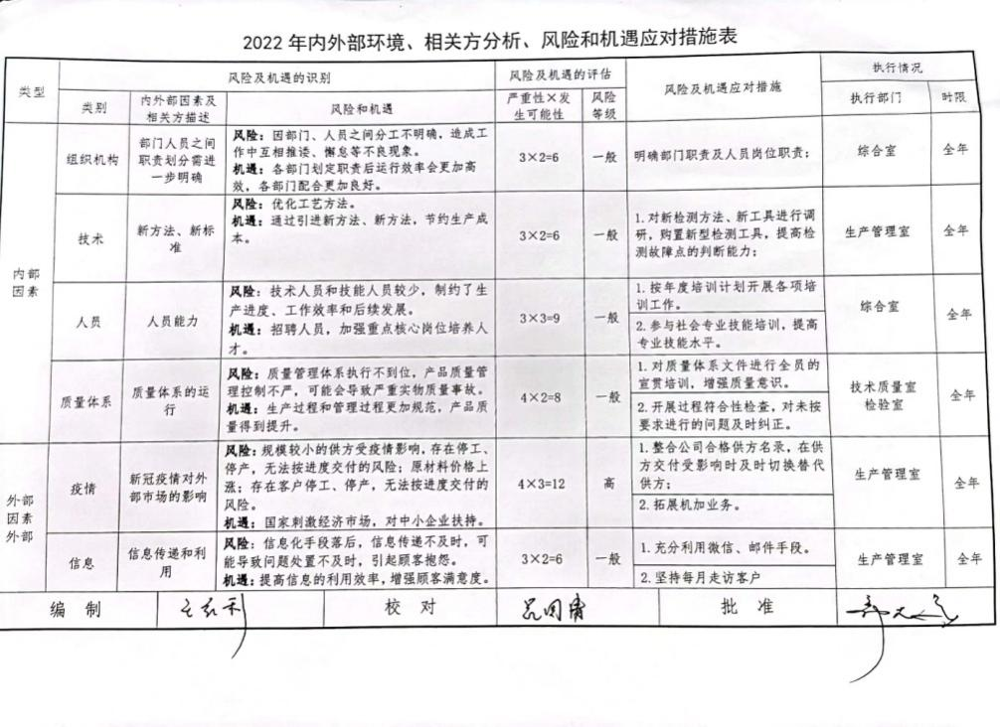 2022 年内外部环境、相关方分析、风险和机遇应对措施表
类型
风险及机遇的识别
风险及机遇的评估
风险及机遇应对措施
执行情况
类别
内外部因素及
相关方描述
风险和机遇
严重性×发
生可能性
风险
等级
执行部门
时限
内部
因素
组织机构
部门人员之间
职责划分需进
一步明确
风险：因部门、人员之间分工不明确，造成工
作中互相推诿、懈怠等不良现象。
机遇：各部门划定职责后运行效率会更加高
效，各部门配合更加良好。
3×2=6
一般
明确部门职责及人员岗位职责；
综合室
全年
技术
新方法、新标
准
风险：优化工艺方法。
机遇：通过引进新方法、新方法，节约生产成
本。
3×2=6
一般
1.对新检测方法、新工具进行调
研，购置新型检测工具，提高检
测故障点的判断能力；
生产管理室
全年
人员
人员能力
风险：技术人员和技能人员较少，制约了生
产进度、工作效率和后续发展。
机遇：招聘人员，加强重点核心岗位培养人
才。
3×3=9
一般
1.按年度培训计划开展各项培
训工作。
2.参与社会专业技能培训，提高
专业技能水平。
综合室
全年
质量体系
质量体系的运
行
风险：质量管理体系执行不到位，产品质量管
理控制不严，可能会导致严重实物质量事故。
机遇：生产过程和管理过程更加规范，产品质
量得到提升。
4×2=8
一般
1.对质量体系文件进行全员的
宣贯培训，增强质量意识。
2.开展过程符合性检查，对未按
要求进行的问题及时纠正。
技术质量室
检验室
全年
外部
因素
外部
疫情
新冠疫情对外
部市场的影响
风险：规模较小的供方受疫情影响，存在停工、
停产，无法按进度交付的风险；原材料价格上
涨；存在客户停工、停产，无法按进度交付的
风险。
机遇：国家刺激经济市场，对中小企业扶持。
4×3=12
高
1.整合公司合格供方名录，在供
方交付受影响时及时切换替代
供方；
2.拓展机加业务。
生产管理室
全年
信息
信息传递和利
用
风险：信息化手段落后，信息传递不及时，可
能导致问题处置不及时，引起顾客抱怨。
机遇：提高信息的利用效率，增强顾客满意度。
3×2=6
一般
1.充分利用微信、邮件手段。
2.坚持每月走访客户
生产管理室
全年
编 制
校 对
批 准